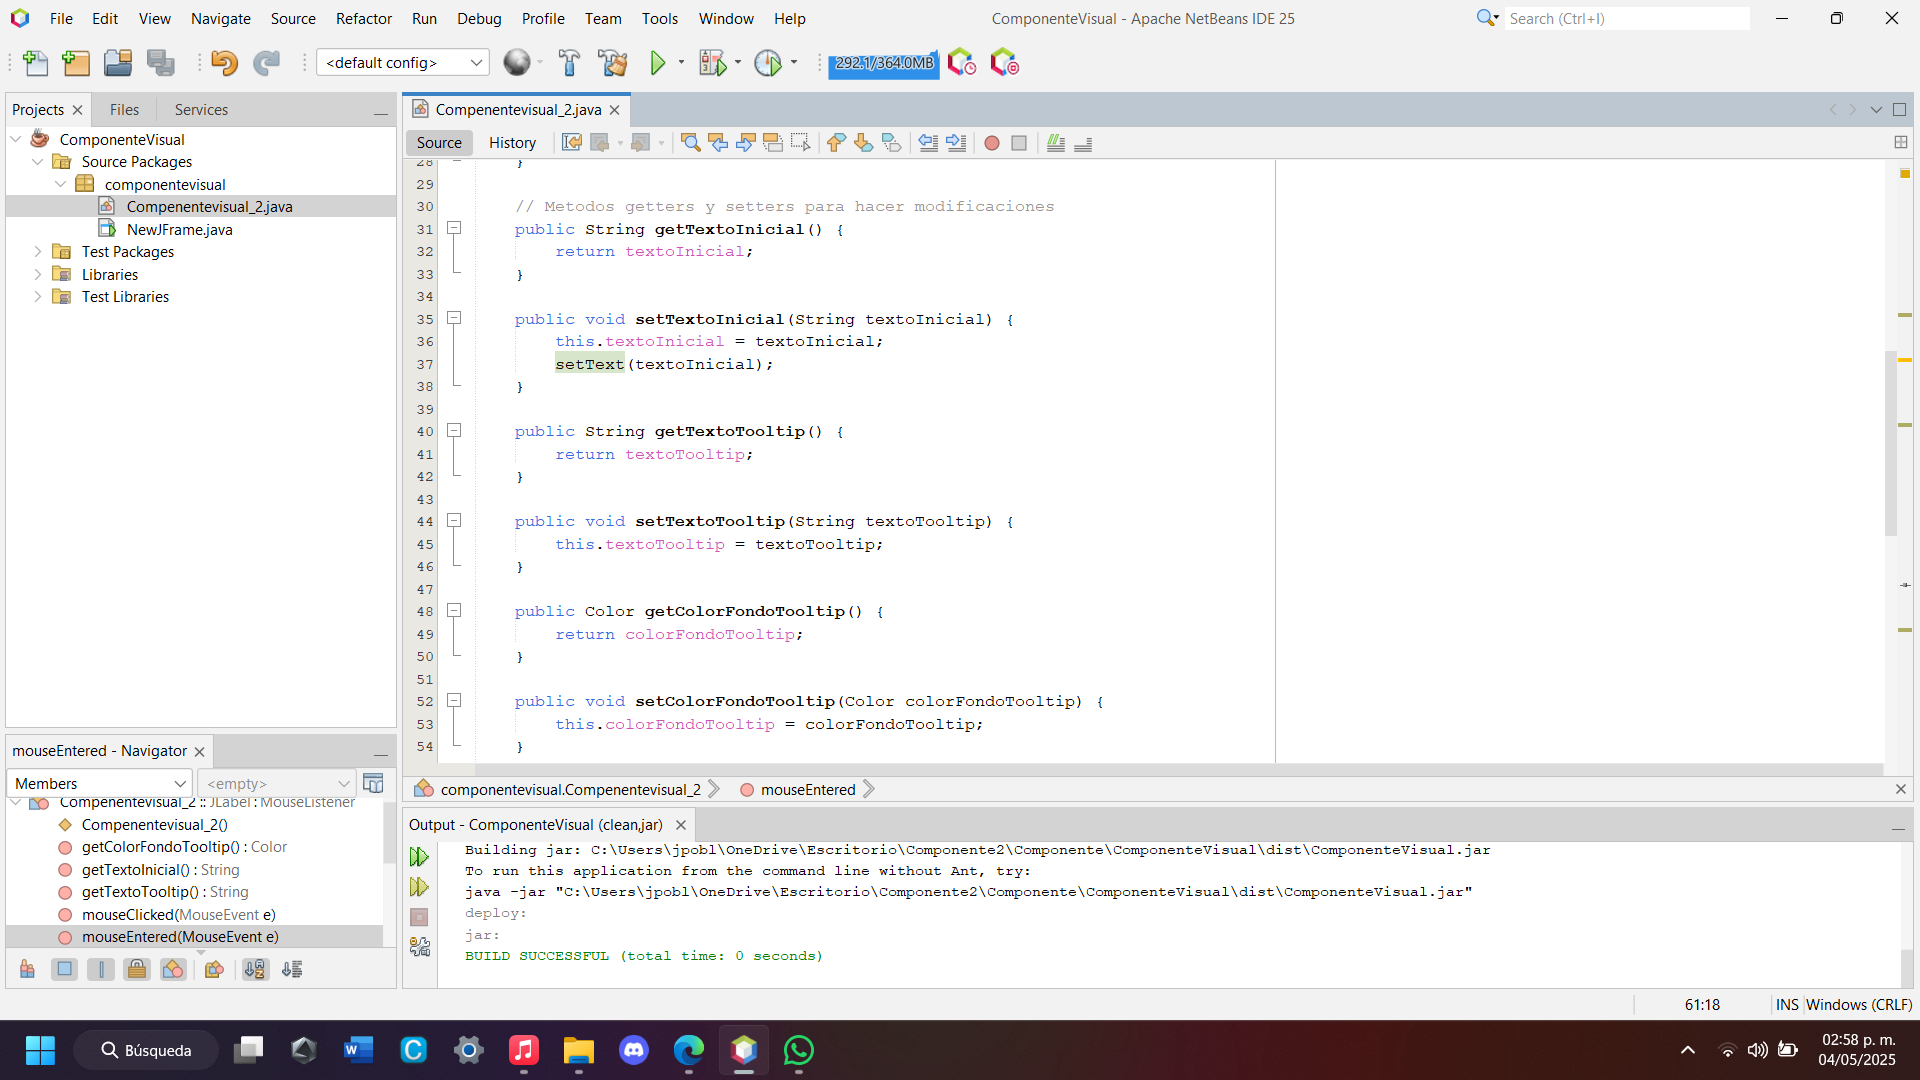 File Edit View Navigate Source Refactor Run Debug Profile Team Tools Window Help
ComponenteVisual - Apache NetBeans IDE 25
Search (Ctrl+I)
<default config>
292.1/364.0MB
Projects
Files
Services
ComponenteVisual
Source Packages
componentevisual
Compenentevisual_2.java
NewJFrame.java
Test Packages
Libraries
Test Libraries
Compenentevisual_2.java
Source
History
28 }
29
30 // Metodos getters y setters para hacer modificaciones
31 public String getTextoInicial() {
32 return textoInicial;
33 }
34
35 public void setTextoInicial(String textoInicial) {
36 this.textoInicial = textoInicial;
37 setText(textoInicial);
38 }
39
40 public String getTextoTooltip() {
41 return textoTooltip;
42 }
43
44 public void setTextoTooltip(String textoTooltip) {
45 this.textoTooltip = textoTooltip;
46 }
47
48 public Color getColorFondoTooltip() {
49 return colorFondoTooltip;
50 }
51
52 public void setColorFondoTooltip(Color colorFondoTooltip) {
53 this.colorFondoTooltip = colorFondoTooltip;
54 }
componentevisual.Compenentevisual_2
mouseEntered
mouseEntered - Navigator
Members
<empty>
Compenentevisual_2 :: JLabel : MouseListener
Compenentevisual_2()
getColorFondoTooltip() : Color
getTextoInicial() : String
getTextoTooltip() : String
mouseClicked(MouseEvent e)
mouseEntered(MouseEvent e)
Output - ComponenteVisual (clean,jar)
Building jar: C:\Users\jpobl\OneDrive\Escritorio\Componente2\Componente\ComponenteVisual\dist\ComponenteVisual.jar
To run this application from the command line without Ant, try:
java -jar "C:\Users\jpobl\OneDrive\Escritorio\Componente2\Componente\ComponenteVisual\dist\ComponenteVisual.jar"
deploy:
jar:
BUILD SUCCESSFUL (total time: 0 seconds)
61:18
INS
Windows (CRLF)
Búsqueda
02:58 p. m.
04/05/2025